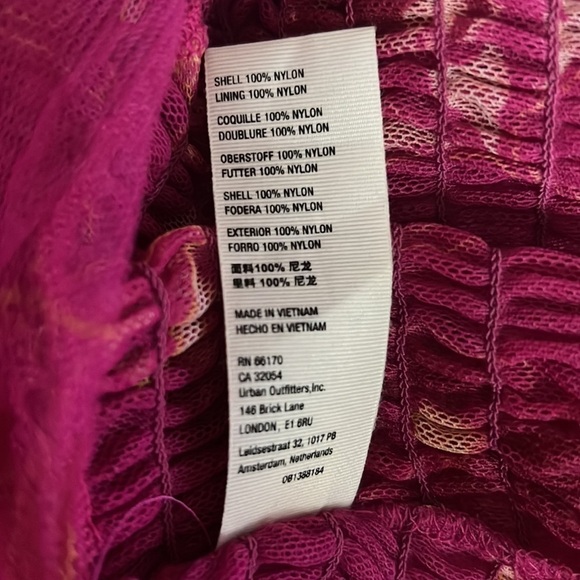 SHELL 100% NYLON
LINING 100% NYLON
COQUILLE 100% NYLON
DOUBLURE 100% NYLON
OBERSTOFF 100% NYLON
FUTTER 100% NYLON
SHELL 100% NYLON
FODERA 100% NYLON
EXTERIOR 100% NYLON
FORRO 100% NYLON
面料100% 尼龙
里料 100% 尼龙
MADE IN VIETNAM
HECHO EN VIETNAM
RN 66170
CA 32054
Urban Outfitters,Inc.
146 Brick Lane
LONDON, E1 6RU
Leidsestraat 32, 1017 PB
Amsterdam, Netherlands
OB1388184